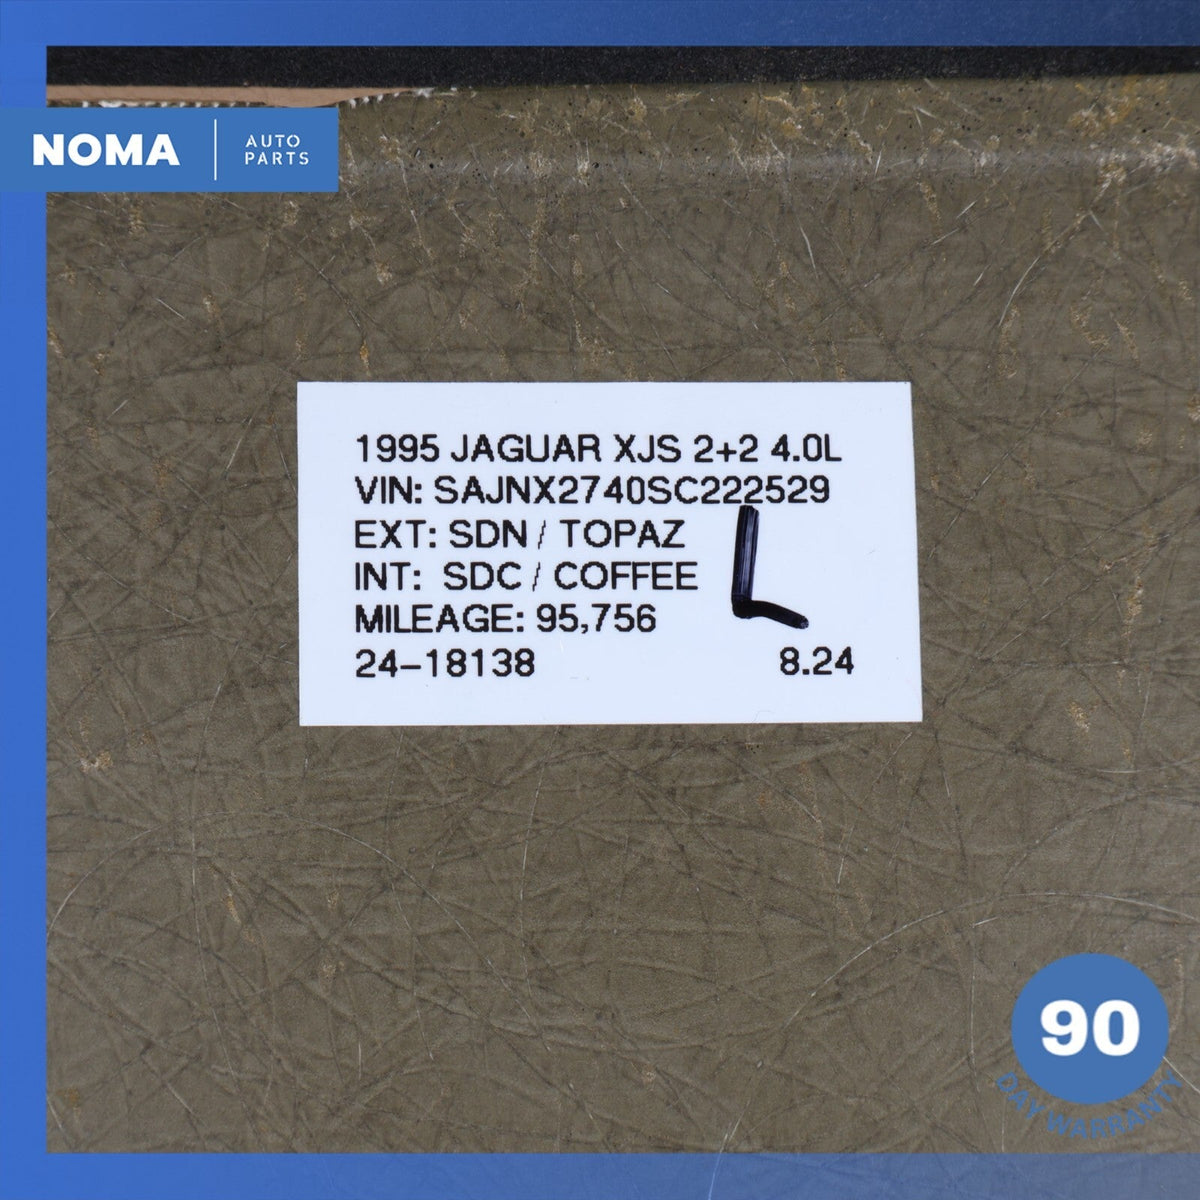 NOMA
AUTO
PARTS
1995 JAGUAR XJS 2+2 4.0L
VIN: SAJNX2740SC222529
EXT: SDN / TOPAZ
INT: SDC / COFFEE
MILEAGE: 95,756
24-18138 8.24
L
90
DAY WARRANTY